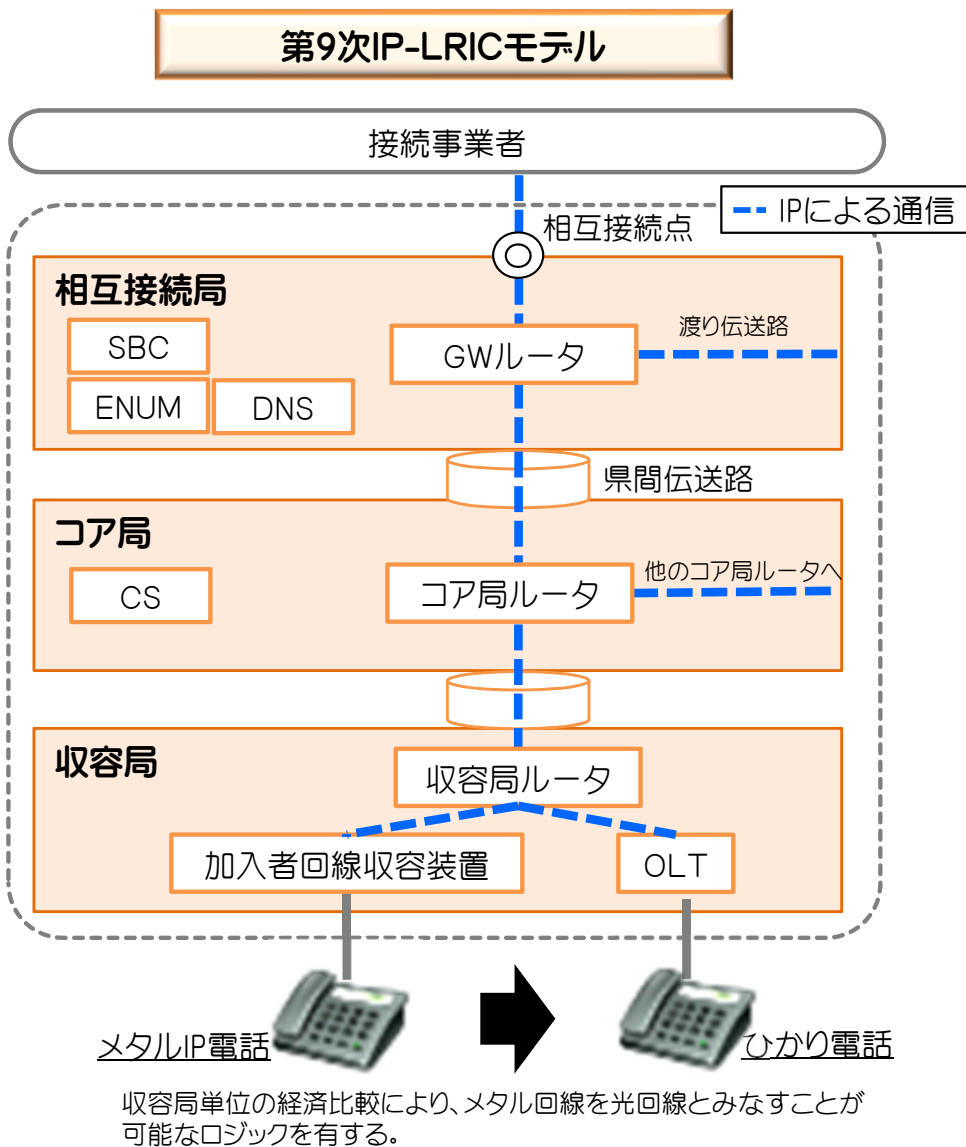 第9次IP-LRICモデル
接続事業者
IPによる通信
相互接続点
相互接続局
SBC
ENUM
DNS
GWルータ
渡り伝送路
県間伝送路
コア局
CS
コア局ルータ
他のコア局ルータへ
収容局
収容局ルータ
加入者回線収容装置
OLT
メタルIP電話
ひかり電話
収容局単位の経済比較により、メタル回線を光回線とみなすことが
可能なロジックを有する。